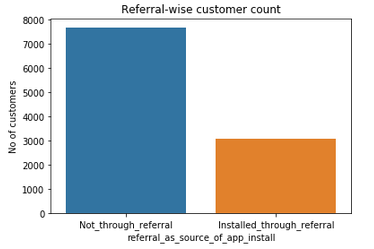 Referral-wise customer count
8000
7000
6000
5000
4000
3000
2000
1000
0
No of customers
Not_through_referral
Installed_through_referral
referral_as_source_of_app_install